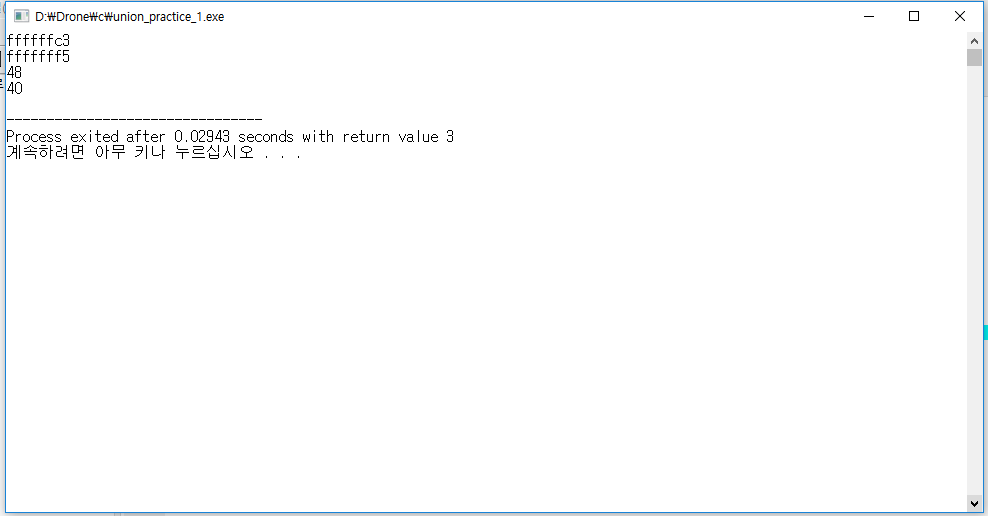 D:₩Drone₩c₩union_practice_1.exe
ffffffc3
fffffff5
48
40
--------------------------------
Process exited after 0.02943 seconds with return value 3
계속하려면 아무 키나 누르십시오 . . .